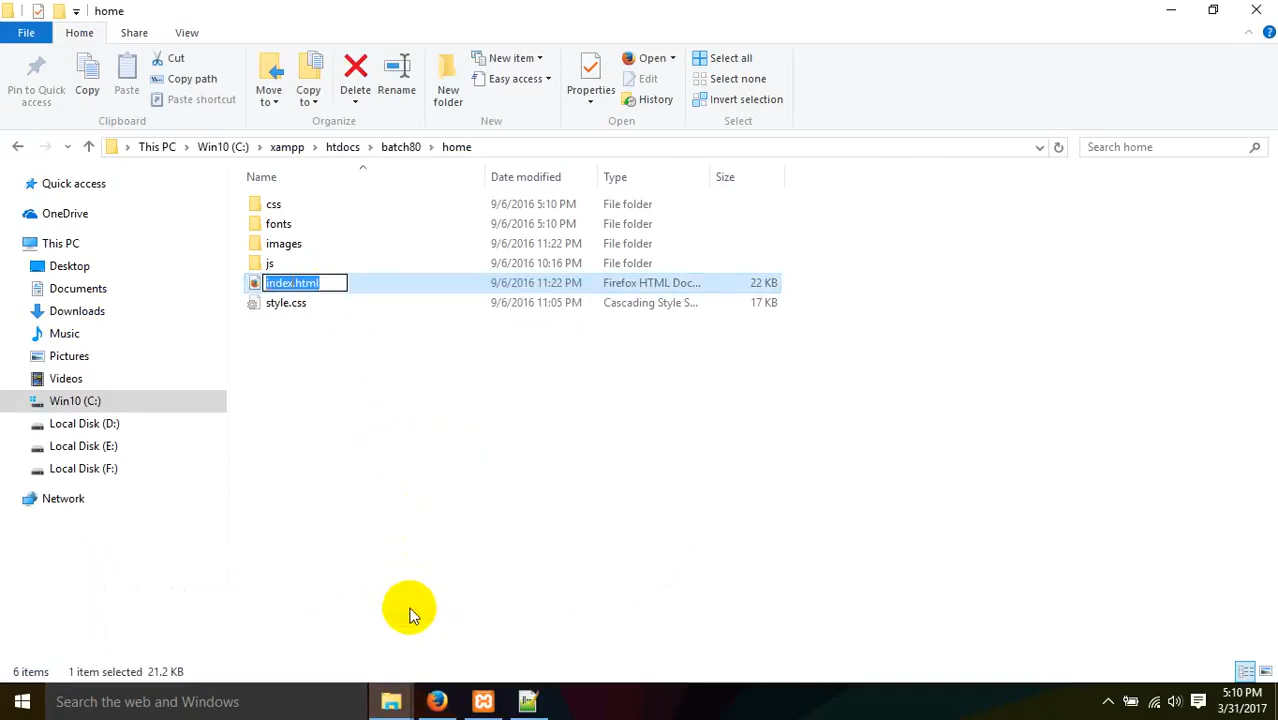 home
File Home Share View
Pin to Quick access
Copy
Paste
Cut
Copy path
Paste shortcut
Clipboard
Move to
Copy to
Delete
Rename
Organize
New folder
New item
Easy access
New
Properties
Open
Edit
History
Open
Select all
Select none
Invert selection
Select
This PC Win10 (C:) xampp htdocs batch80 home
Search home
Name Date modified Type Size
css 9/6/2016 5:10 PM File folder
fonts 9/6/2016 5:10 PM File folder
images 9/6/2016 11:22 PM File folder
js 9/6/2016 10:16 PM File folder
index.html 9/6/2016 11:22 PM Firefox HTML Doc... 22 KB
style.css 9/6/2016 11:05 PM Cascading Style S... 17 KB
Quick access
OneDrive
This PC
Desktop
Documents
Downloads
Music
Pictures
Videos
Win10 (C:)
Local Disk (D:)
Local Disk (E:)
Local Disk (F:)
Network
6 items 1 item selected 21.2 KB
Search the web and Windows
5:10 PM
3/31/2017